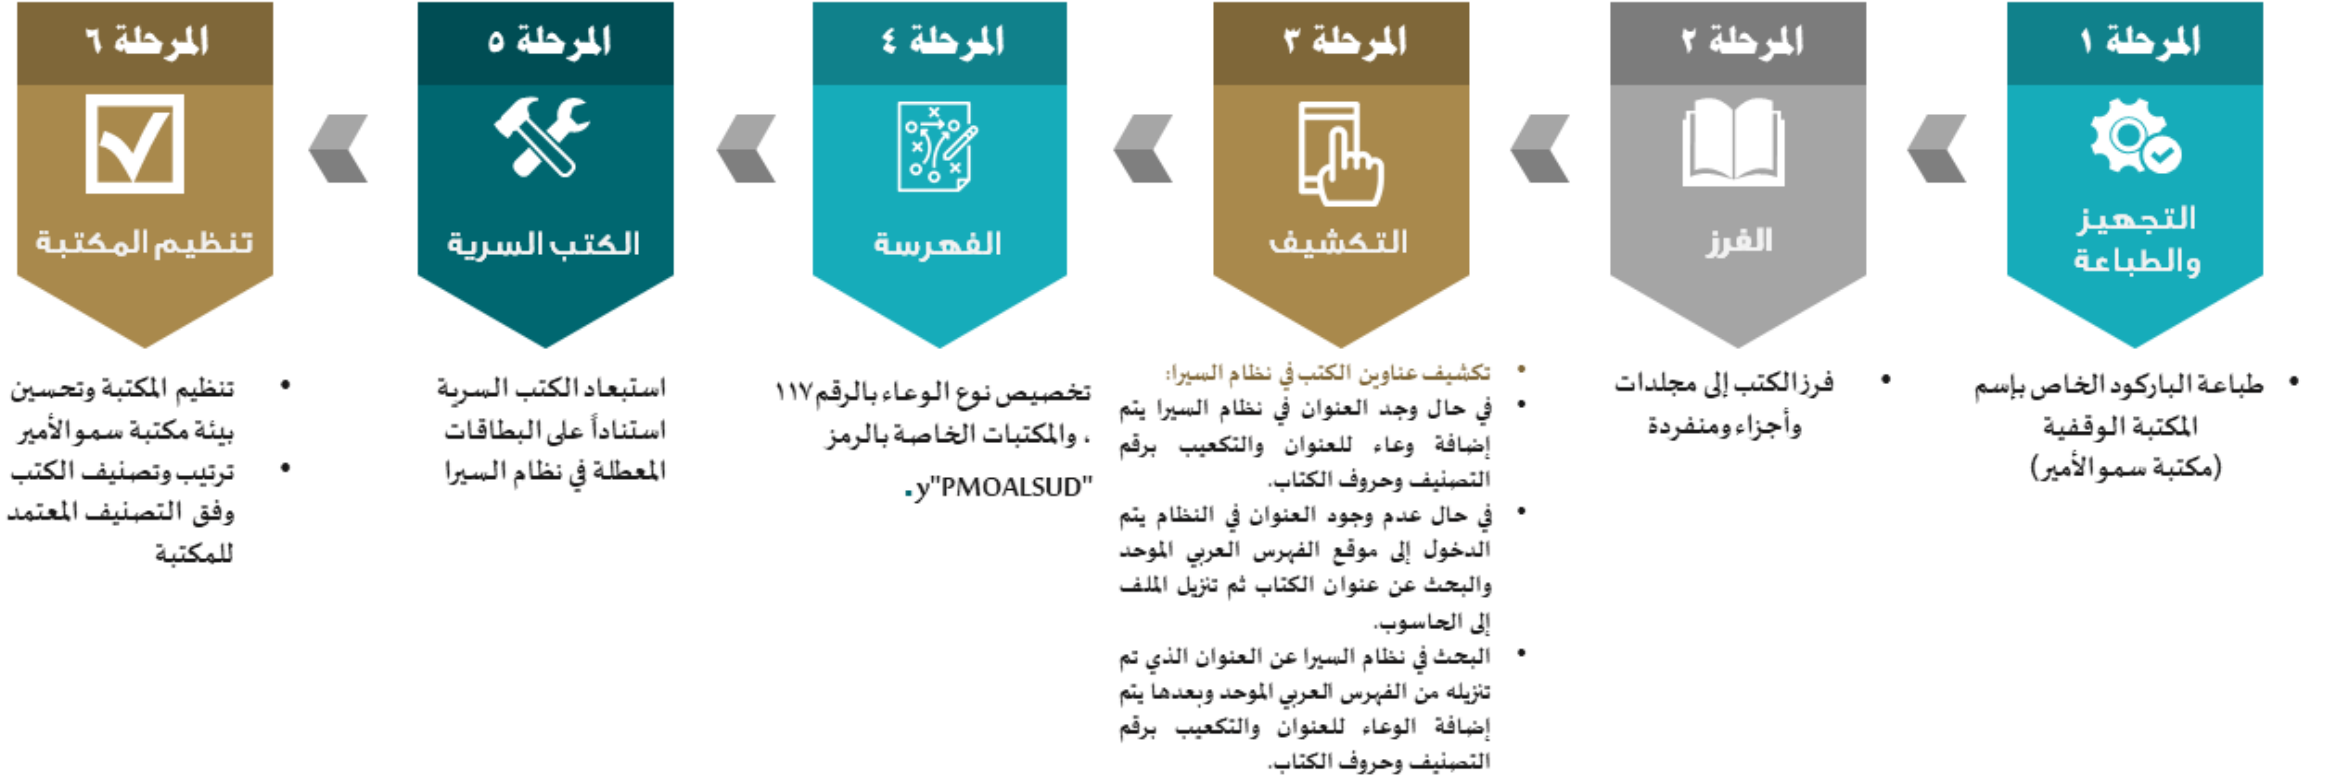 المرحلة ١
التجهيز
والطباعة
• طباعة الباركود الخاص بإسم
المكتبة الوقفية
(مكتبة سمو الأمير)
المرحلة ٢
الفرز
• فرز الكتب إلى مجلدات
وأجزاء ومنفردة
المرحلة ٣
التكشيف
• تكشيف عناوين الكتب في نظام السيرا:
• في حال وجد العنوان في نظام السيرا يتم
إضافة وعاء للعنوان والتكعيب برقم
التصنيف وحروف الكتاب.
• في حال عدم وجود العنوان في النظام يتم
الدخول إلى موقع الفهرس العربي الموحد
والبحث عن عنوان الكتاب ثم تنزيل الملف
إلى الحاسوب.
• البحث في نظام السيرا عن العنوان الذي تم
تنزيله من الفهرس العربي الموحد وبعدها يتم
إضافة الوعاء للعنوان والتكعيب برقم
التصنيف وحروف الكتاب.
المرحلة ٤
الفهرسة
تخصيص نوع الوعاء بالرقم ١١٧
، والمكتبات الخاصة بالرمز
y"PMOALSUD".
المرحلة ٥
الكتب السرية
استبعاد الكتب السرية
استناداً على البطاقات
المعطلة في نظام السيرا
المرحلة ٦
تنظيم المكتبة
• تنظيم المكتبة وتحسين
بيئة مكتبة سمو الأمير
• ترتيب وتصنيف الكتب
وفق التصنيف المعتمد
للمكتبة